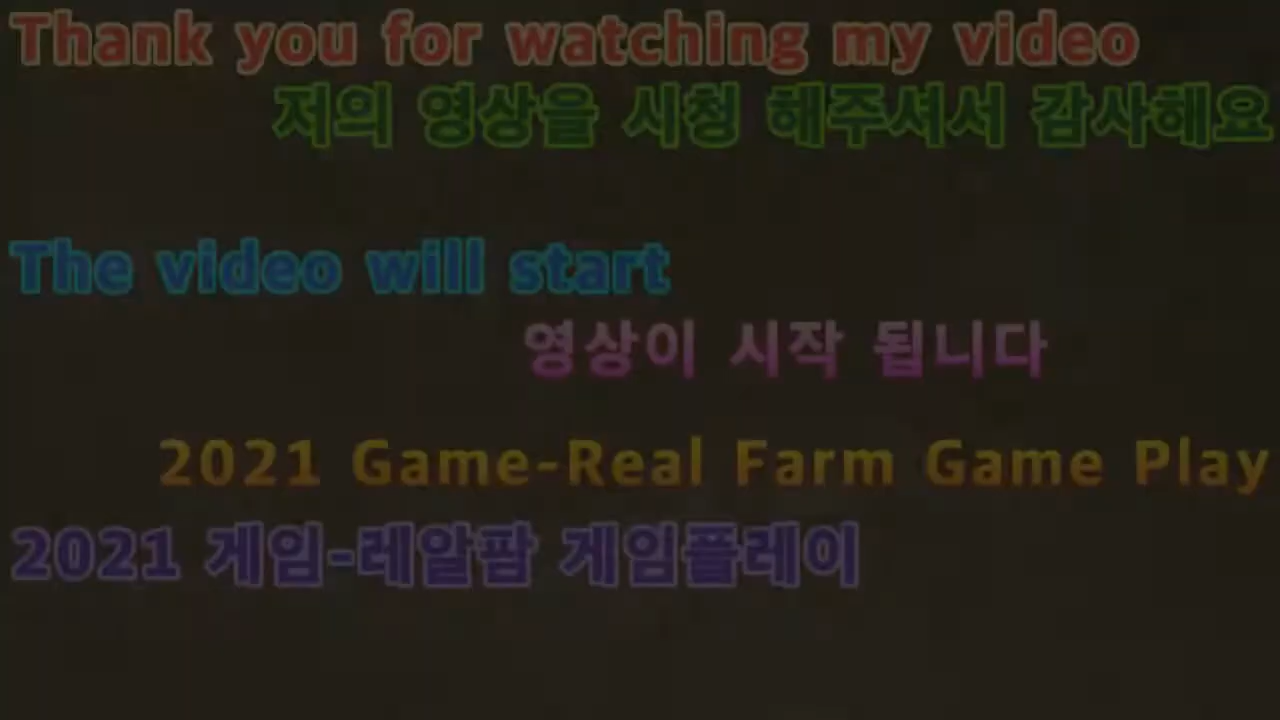 Thank you for watching my video
저의 영상을 시청 해주셔서 감사해요
The video will start
영상이 시작 됩니다
2021 Game-Real Farm Game Play
2021 게임-레알팜 게임플레이